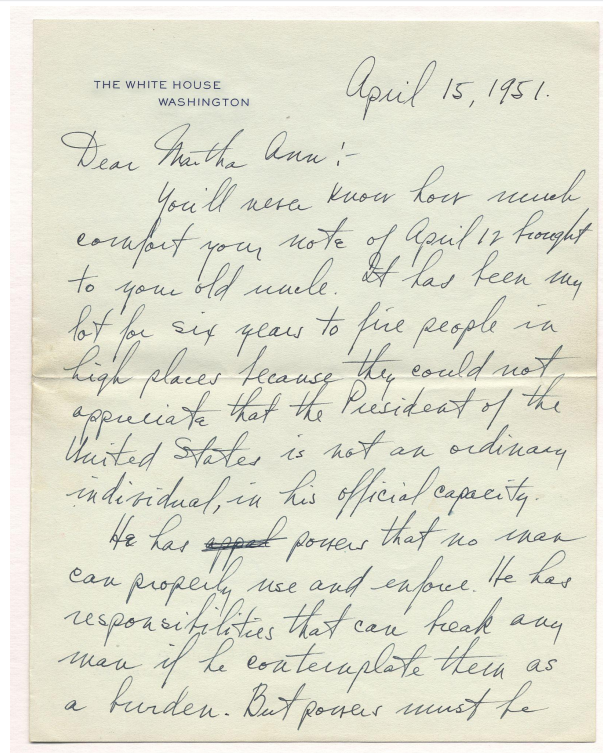 THE WHITE HOUSE
WASHINGTON
April 15, 1951.
Dear Martha Ann:-
You'll never know how much
comfort your note of April 12 brought
to your old uncle. It has been my
lot for six years to fire people in
high places because they could not
appreciate that the President of the
United States is not an ordinary
individual, in his official capacity.
He has appal powers that no man
can properly use and enforce. He has
responsibilities that can break any
man if he contemplate them as
a burden. But powers must be